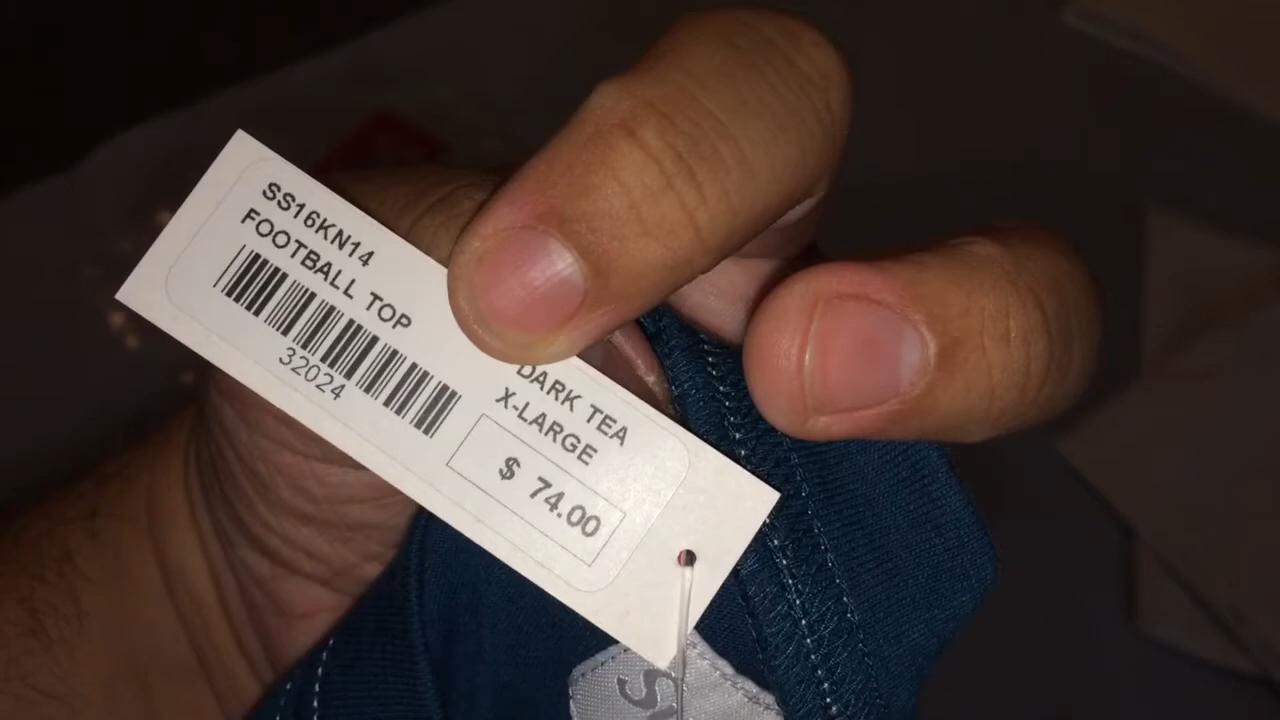 SS16KN14
FOOTBALL TOP
32024
DARK TEA
X-LARGE
$ 74.00